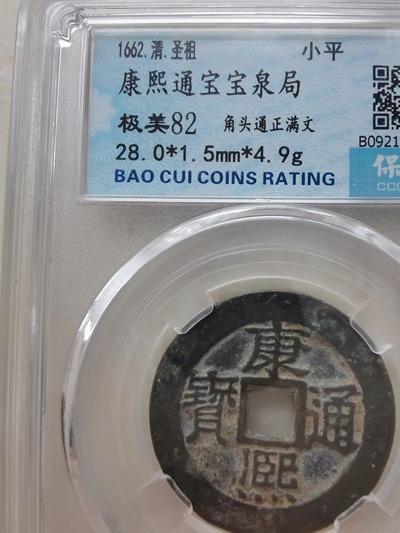 1662.清.圣祖 小平
康熙通宝宝泉局
极美82 角头通正满文
28.0*1.5mm*4.9g
B0921
BAO CUI COINS RATING
保
CCC
康熙通寶